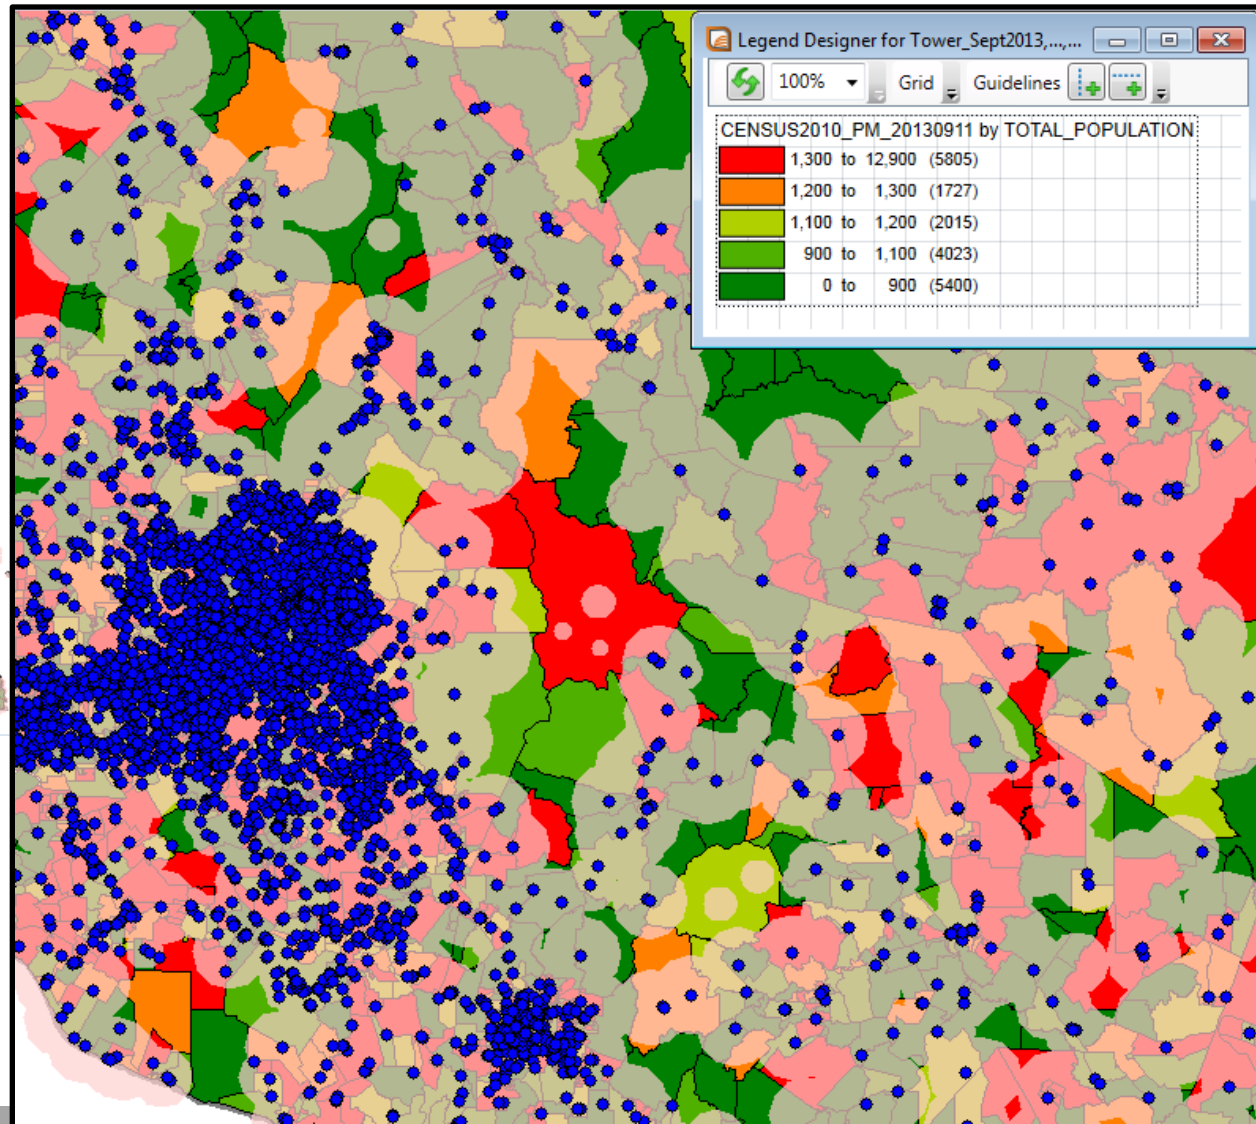 Legend Designer for Tower_Sept2013,...,...
100% Grid Guidelines
CENSUS2010_PM_20130911 by TOTAL_POPULATION
1,300 to 12,900 (5805)
1,200 to 1,300 (1727)
1,100 to 1,200 (2015)
900 to 1,100 (4023)
0 to 900 (5400)